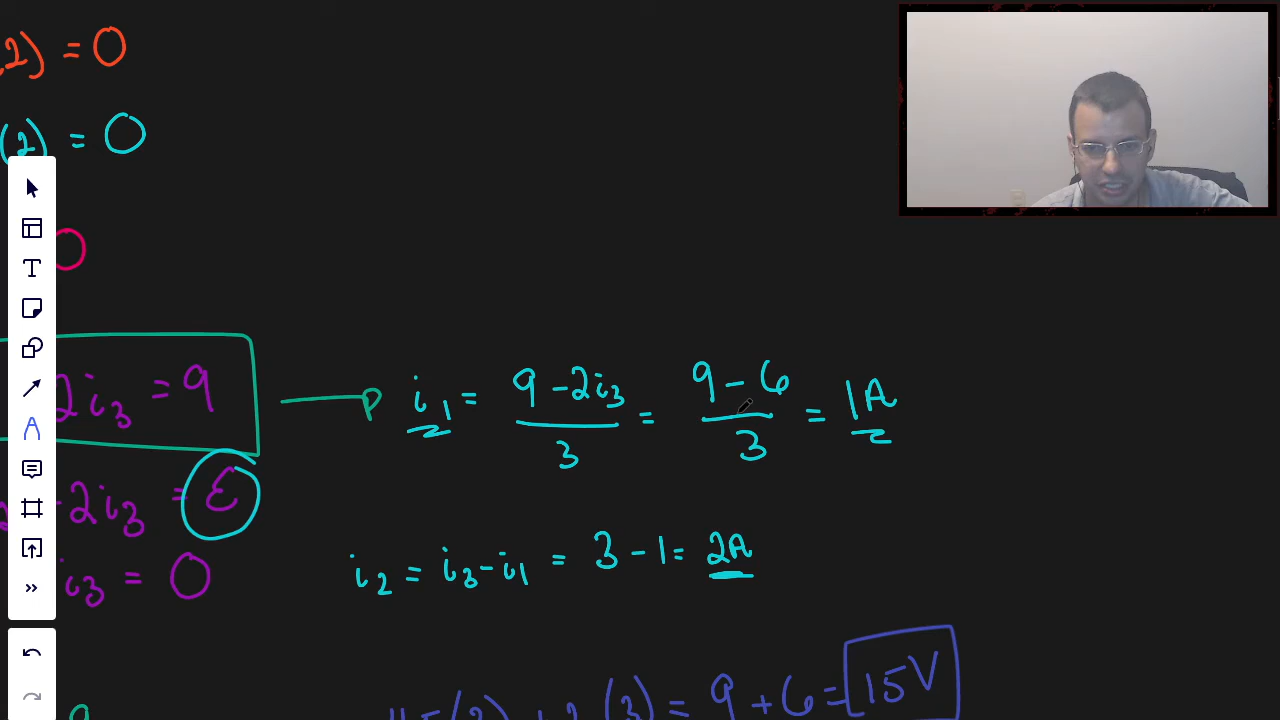 2) = 0
(2) = 0
0
2i₃ = 9
i₁ = (9 - 2i₃)/3 = (9 - 6)/3 = 1A
- 2i₃ = ε
i₃ = 0
i₂ = i₃ - i₁ = 3 - 1 = 2A
(3) = 9 + 6 = 15V